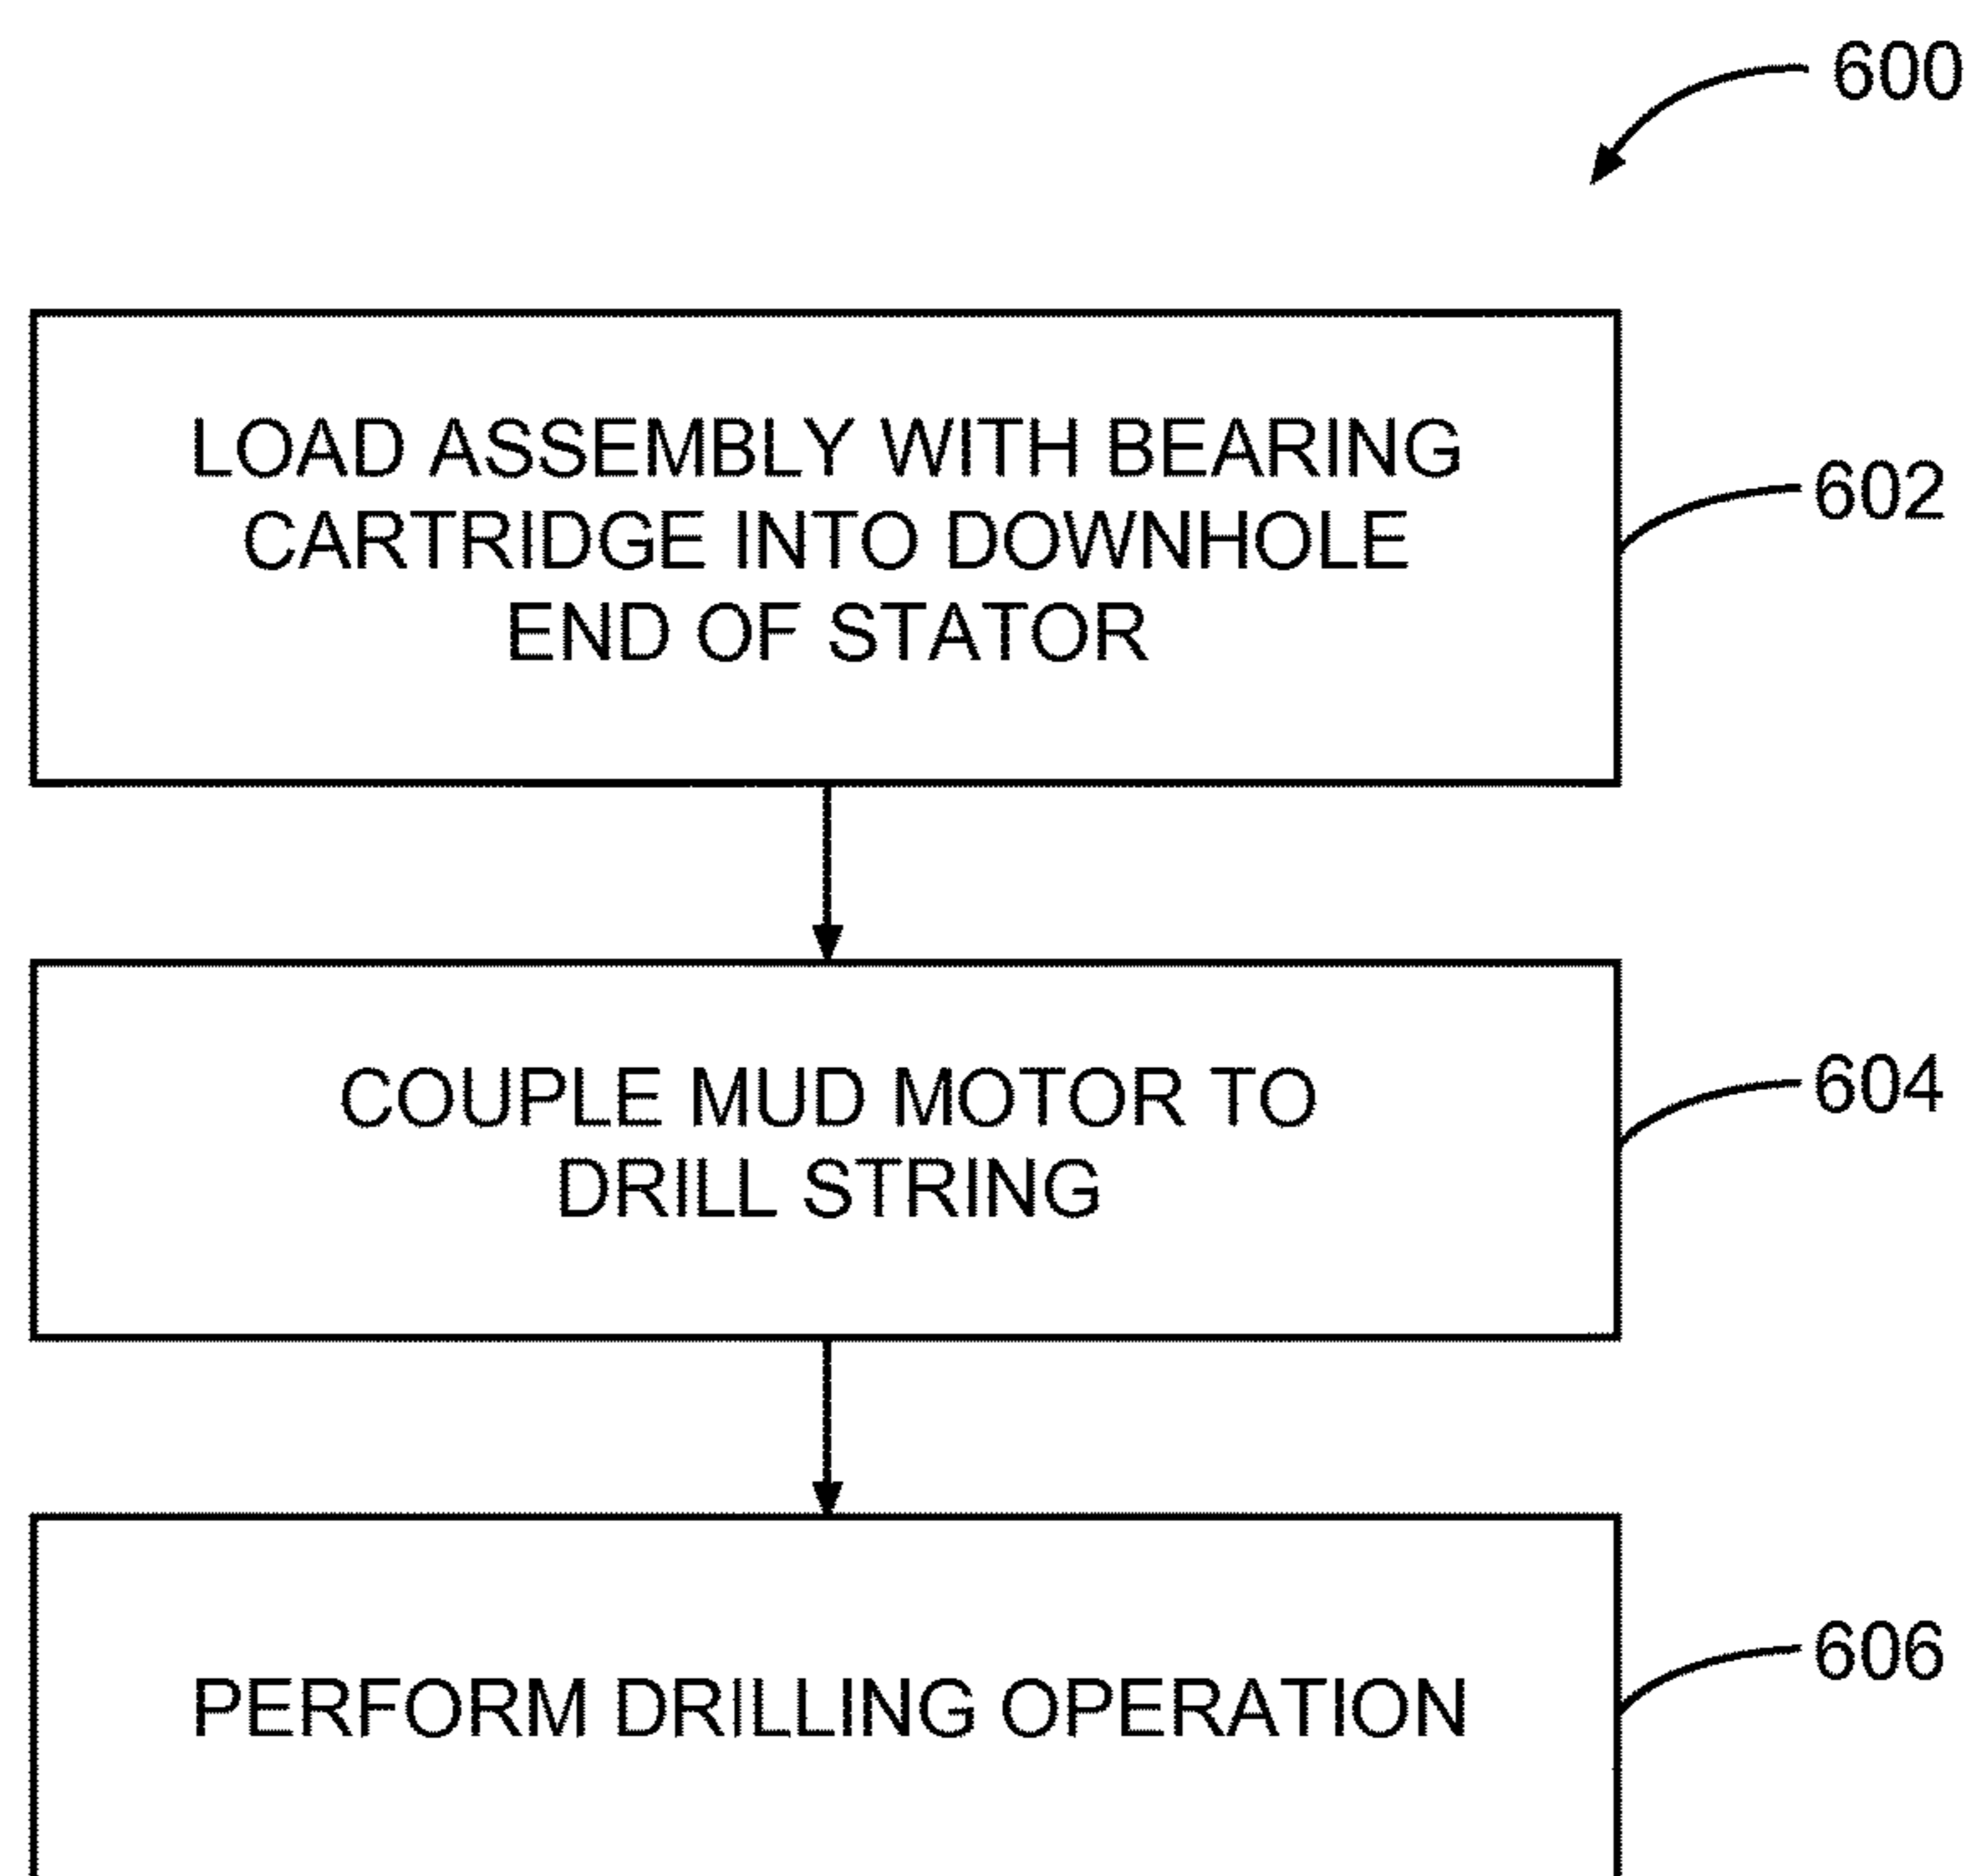 600
LOAD ASSEMBLY WITH BEARING
CARTRIDGE INTO DOWNHOLE
END OF STATOR
602
COUPLE MUD MOTOR TO
DRILL STRING
604
PERFORM DRILLING OPERATION
606